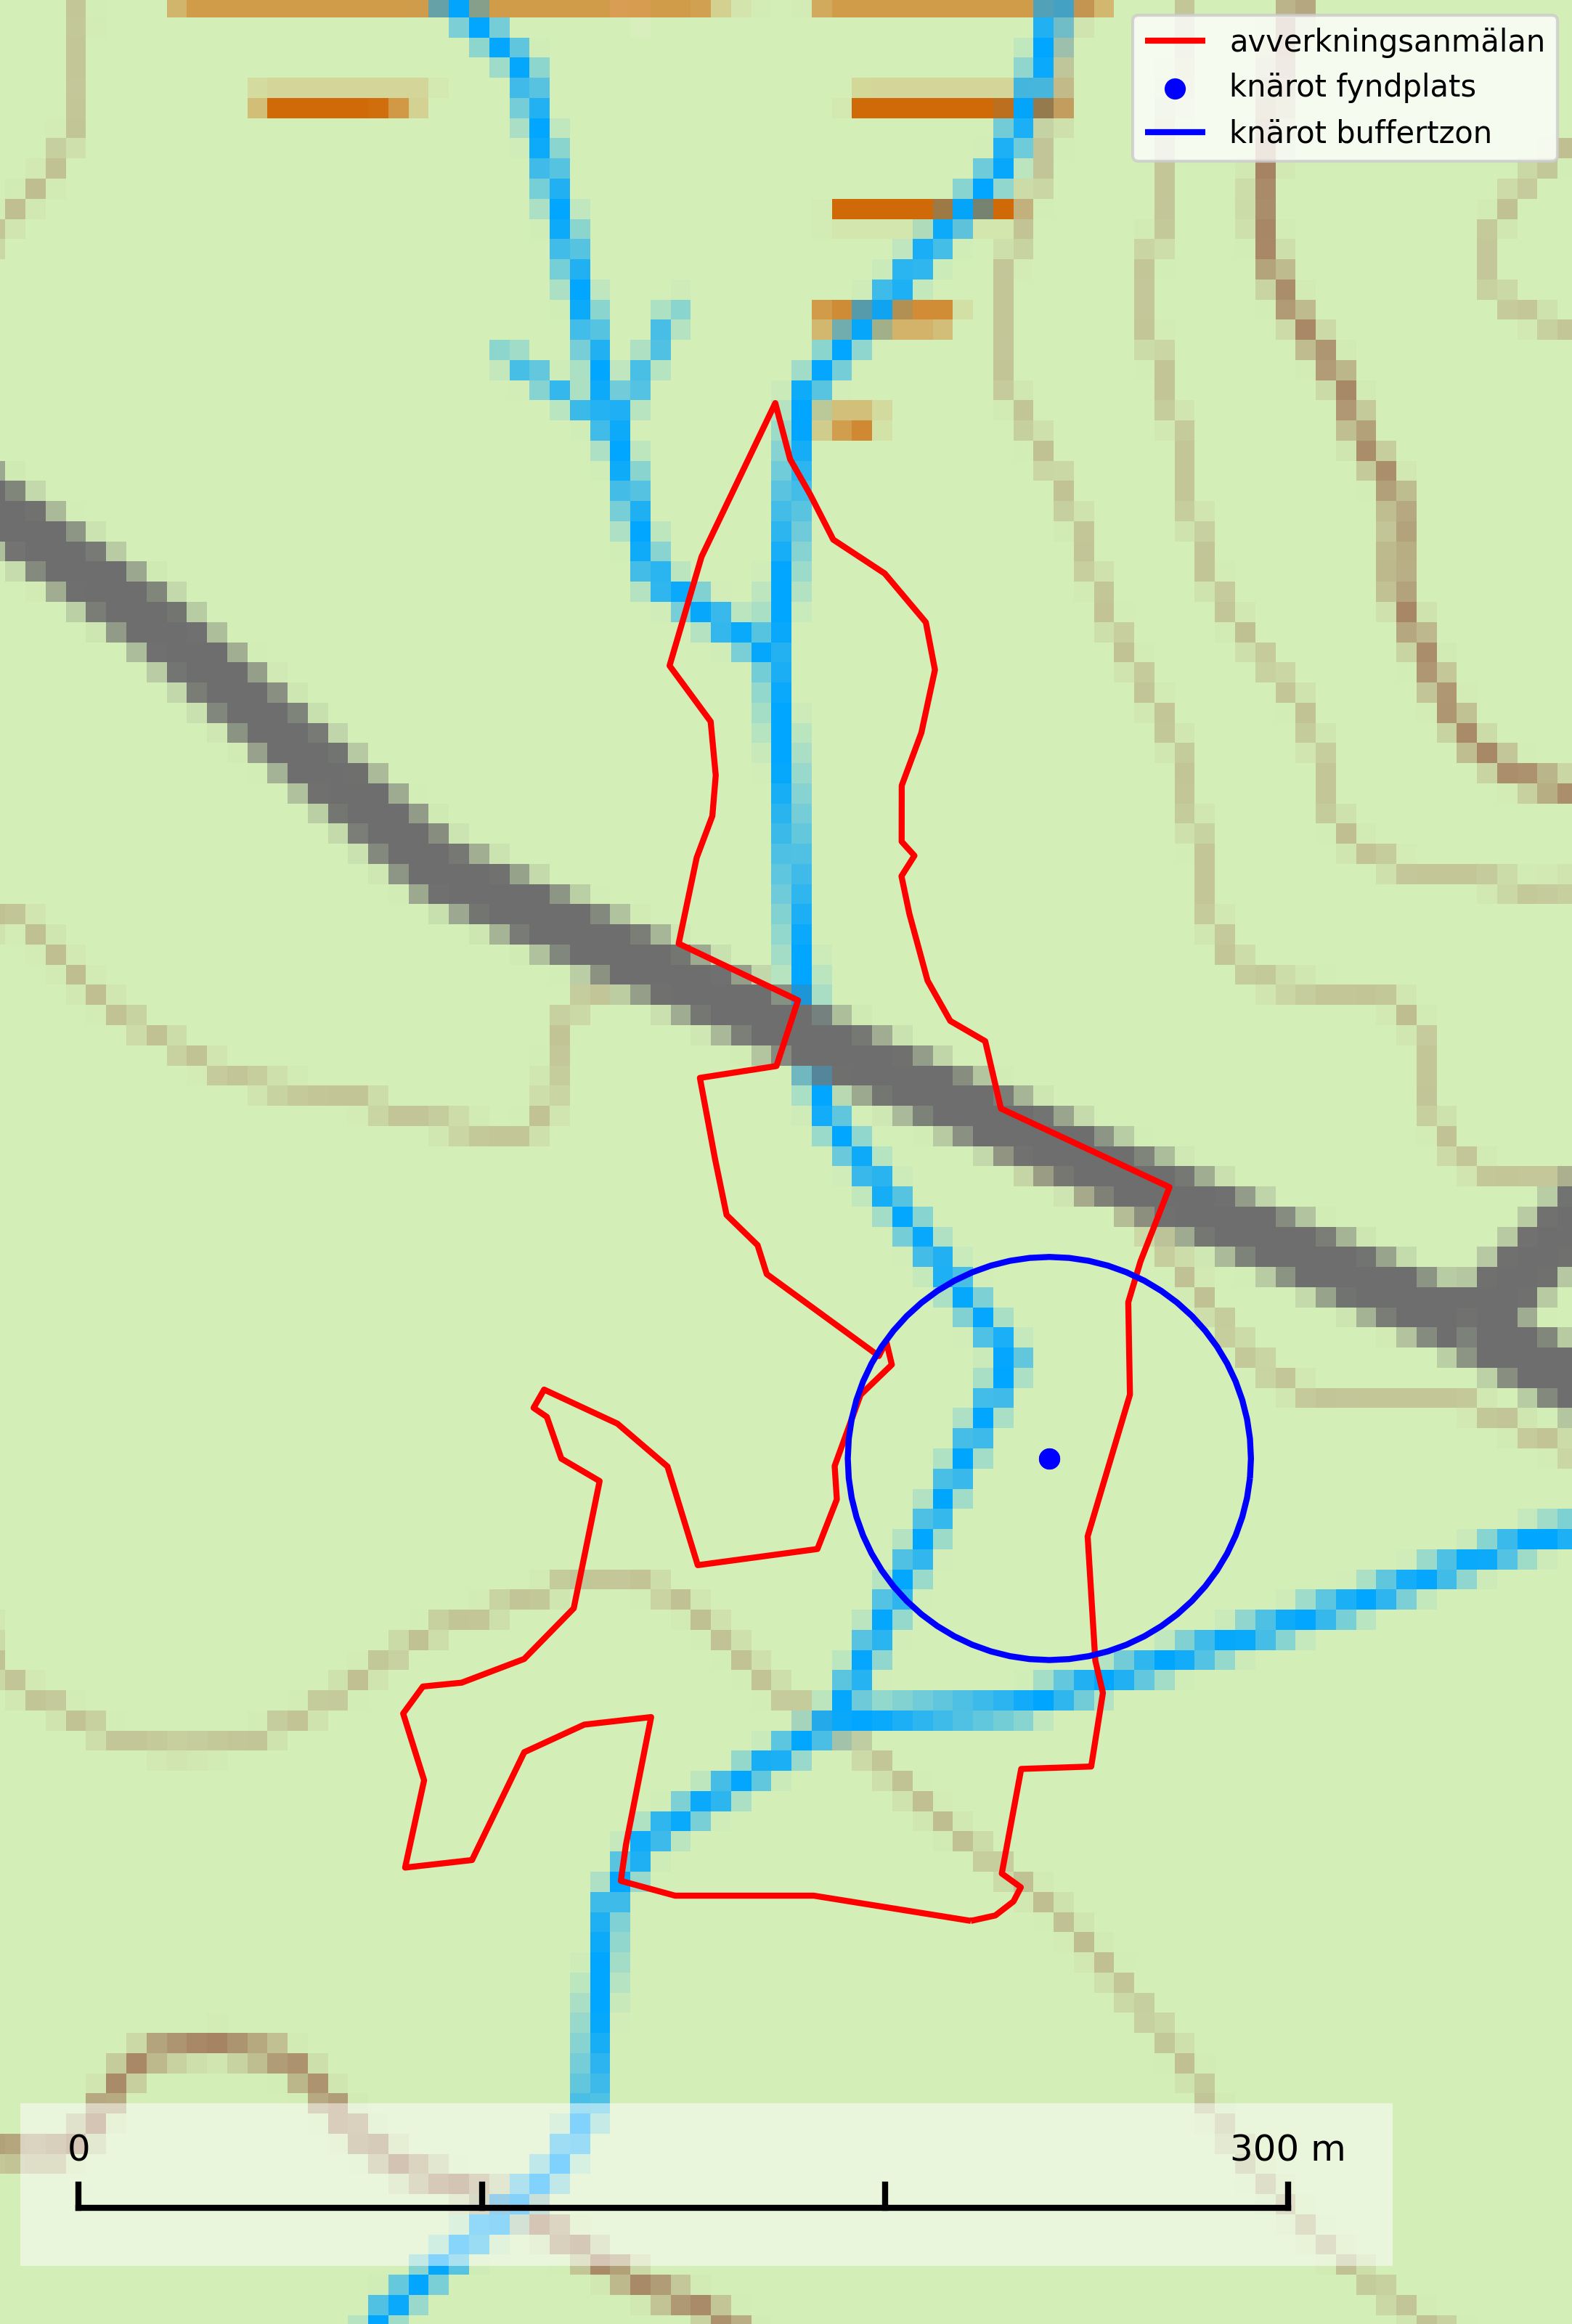 avverkningsanmälan
knärot fyndplats
knärot buffertzon
0 300 m